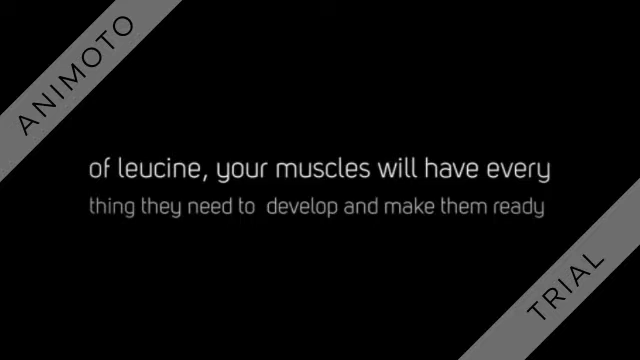 ANIMOTO
of leucine, your muscles will have every
thing they need to  develop and make them ready
TRIAL